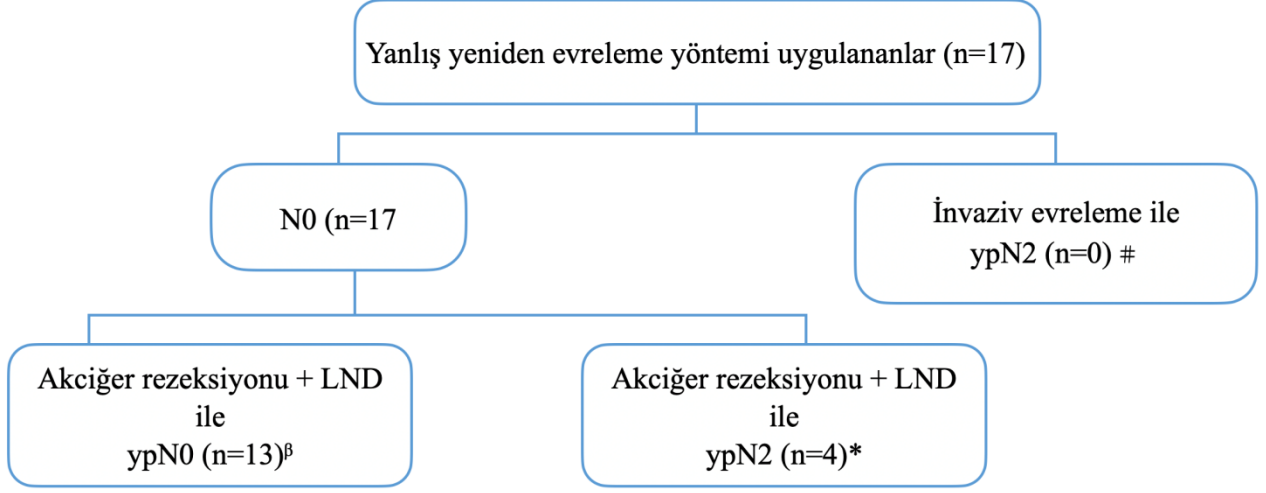 Yanlış yeniden evreleme yöntemi uygulananlar (n=17)
N0 (n=17
İnvaziv evreleme ile
ypN2 (n=0) #
Akciğer rezeksiyonu + LND
ile
ypN0 (n=13)ᵝ
Akciğer rezeksiyonu + LND
ile
ypN2 (n=4)*